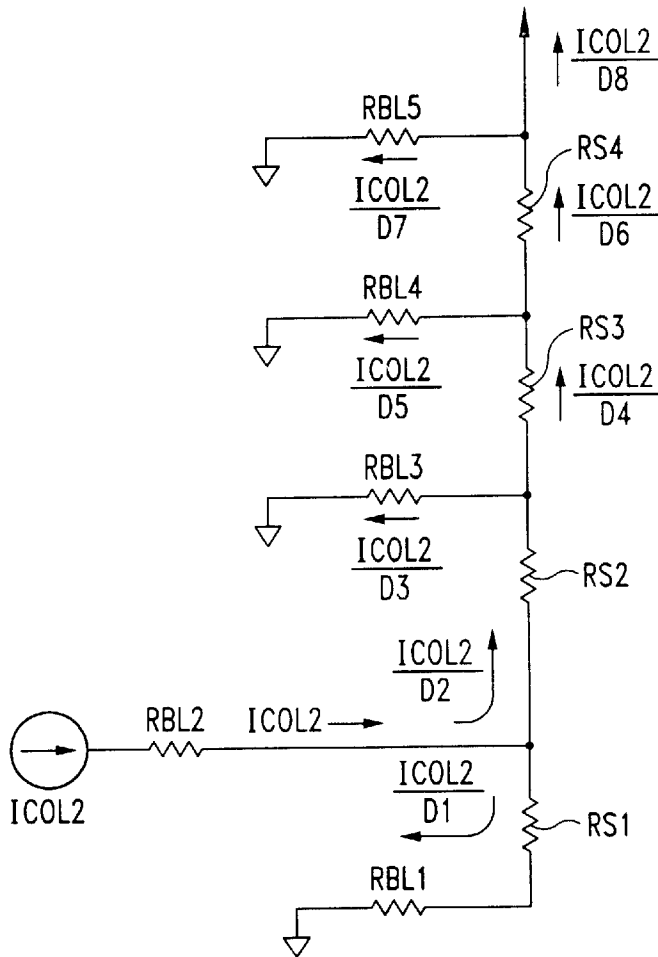 ICOL2
D8
RBL5
RS4
ICOL2
D7
ICOL2
D6
RBL4
RS3
ICOL2
D5
ICOL2
D4
RBL3
ICOL2
D3
RS2
ICOL2
D2
RBL2 ICOL2
ICOL2
ICOL2
D1
RS1
RBL1